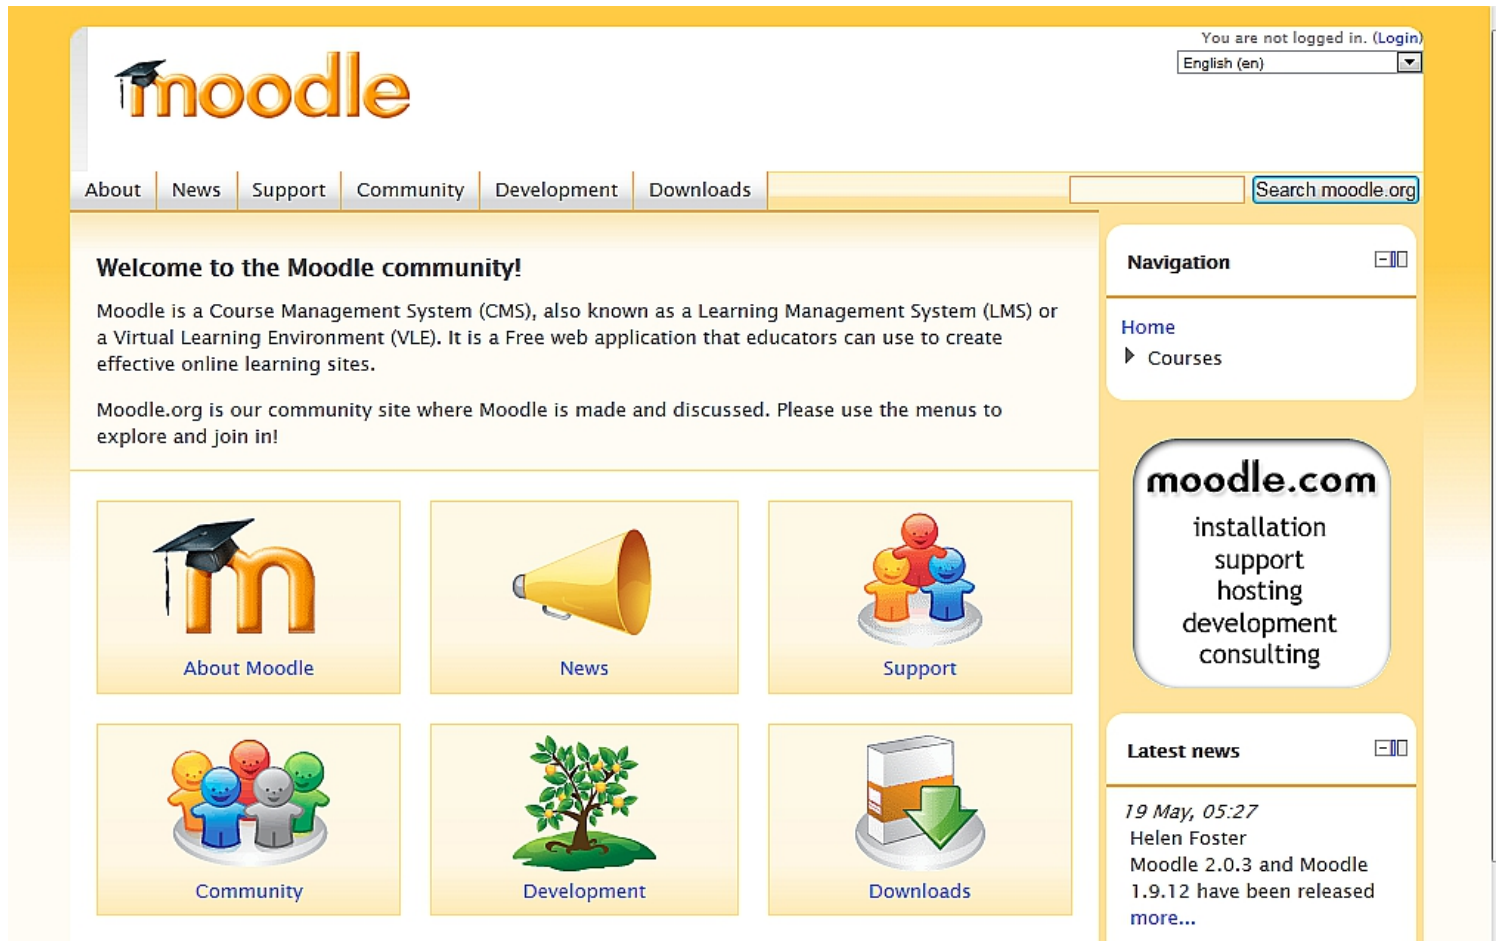 moodle
You are not logged in. (Login)
English (en)
About News Support Community Development Downloads
Search moodle.org
Welcome to the Moodle community!
Moodle is a Course Management System (CMS), also known as a Learning Management System (LMS) or
a Virtual Learning Environment (VLE). It is a Free web application that educators can use to create
effective online learning sites.
Moodle.org is our community site where Moodle is made and discussed. Please use the menus to
explore and join in!
m
About Moodle
News
Support
Community
Development
Downloads
Navigation
Home
Courses
moodle.com
installation
support
hosting
development
consulting
Latest news
19 May, 05:27
Helen Foster
Moodle 2.0.3 and Moodle
1.9.12 have been released
more...